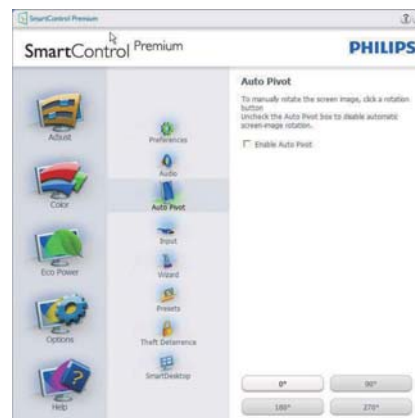 SmartControl Premium
SmartControl Premium
PHILIPS
Adjust
Color
Eco Power
Options
Help
Preferences
Audio
Auto Pivot
Input
Wizard
Presets
Theft Deterrence
SmartDesktop
Auto Pivot
To manually rotate the screen image, click a rotation
button
Uncheck the Auto Pivot box to disable automatic
screen-image rotation.
Enable Auto Pivot
0°
90°
180°
270°